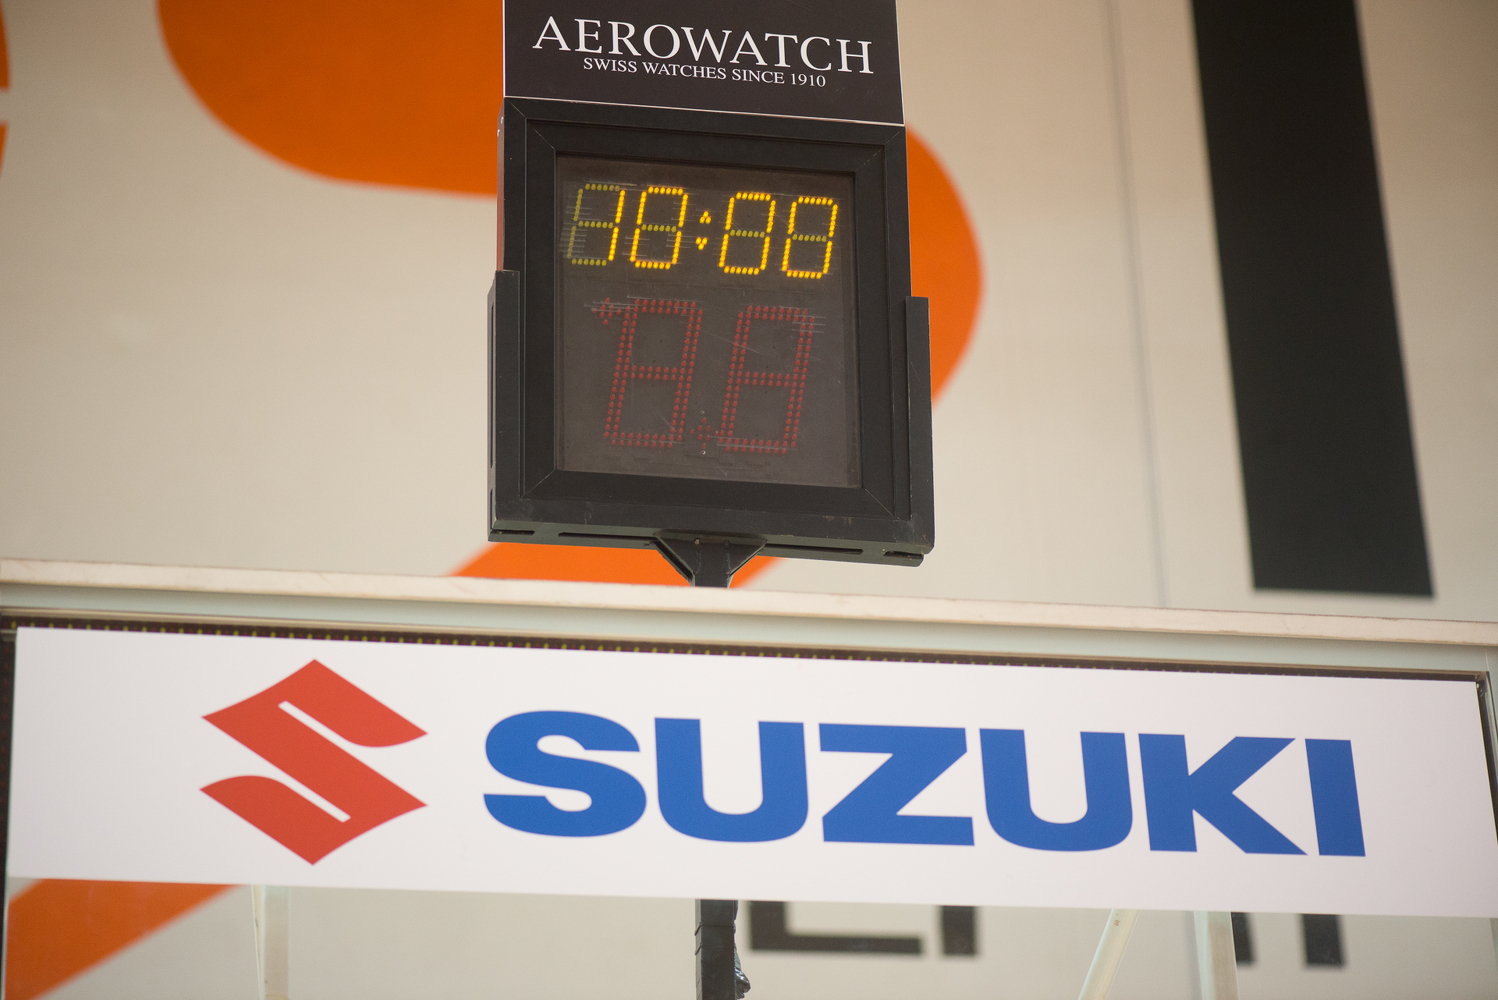 AEROWATCH
SWISS WATCHES SINCE 1910
10:00
SUZUKI